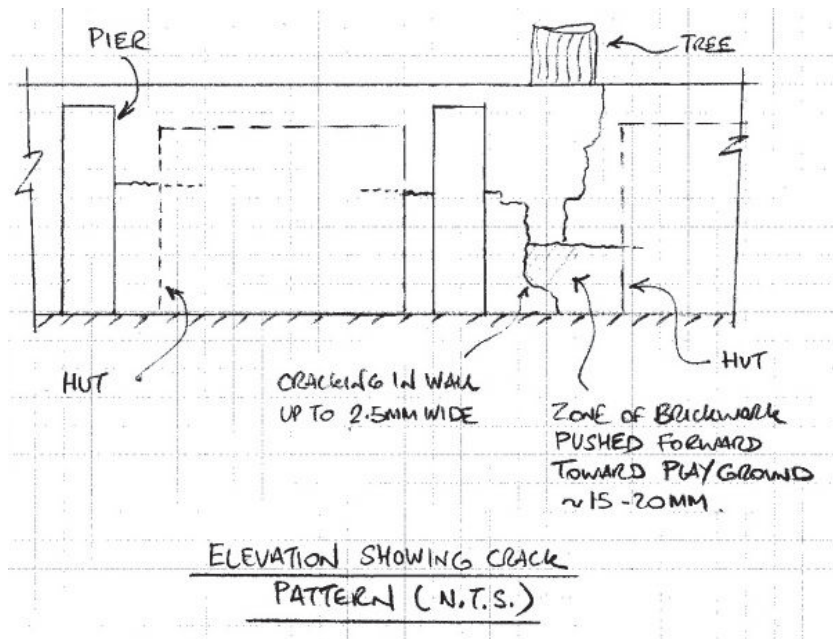 PIER
TREE
HUT
CRACKING IN WALL
UP TO 2.5MM WIDE
HUT
ZONE OF BRICKWORK
PUSHED FORWARD
TOWARD PLAYGROUND
~15-20MM.
ELEVATION SHOWING CRACK
PATTERN (N.T.S.)